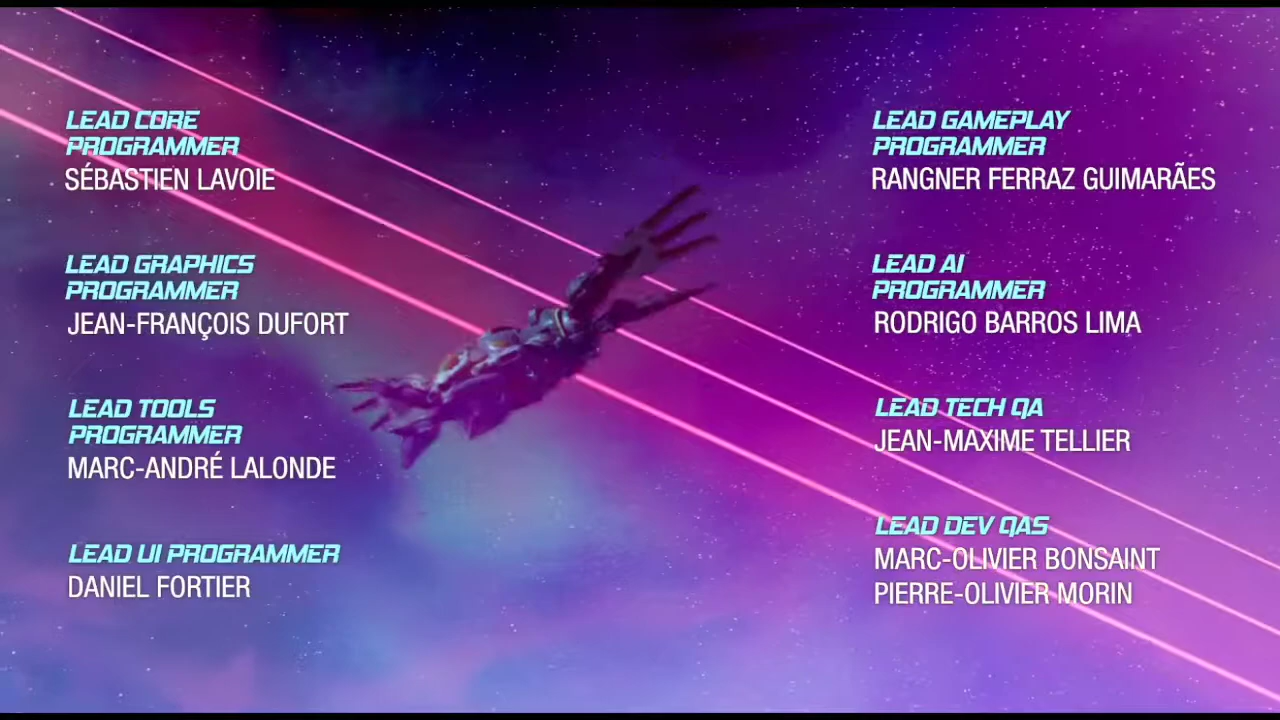 LEAD CORE
PROGRAMMER
SÉBASTIEN LAVOIE
LEAD GRAPHICS
PROGRAMMER
JEAN-FRANÇOIS DUFORT
LEAD TOOLS
PROGRAMMER
MARC-ANDRÉ LALONDE
LEAD UI PROGRAMMER
DANIEL FORTIER
LEAD GAMEPLAY
PROGRAMMER
RANGNER FERRAZ GUIMARÃES
LEAD AI
PROGRAMMER
RODRIGO BARROS LIMA
LEAD TECH QA
JEAN-MAXIME TELLIER
LEAD DEV QAS
MARC-OLIVIER BONSAINT
PIERRE-OLIVIER MORIN